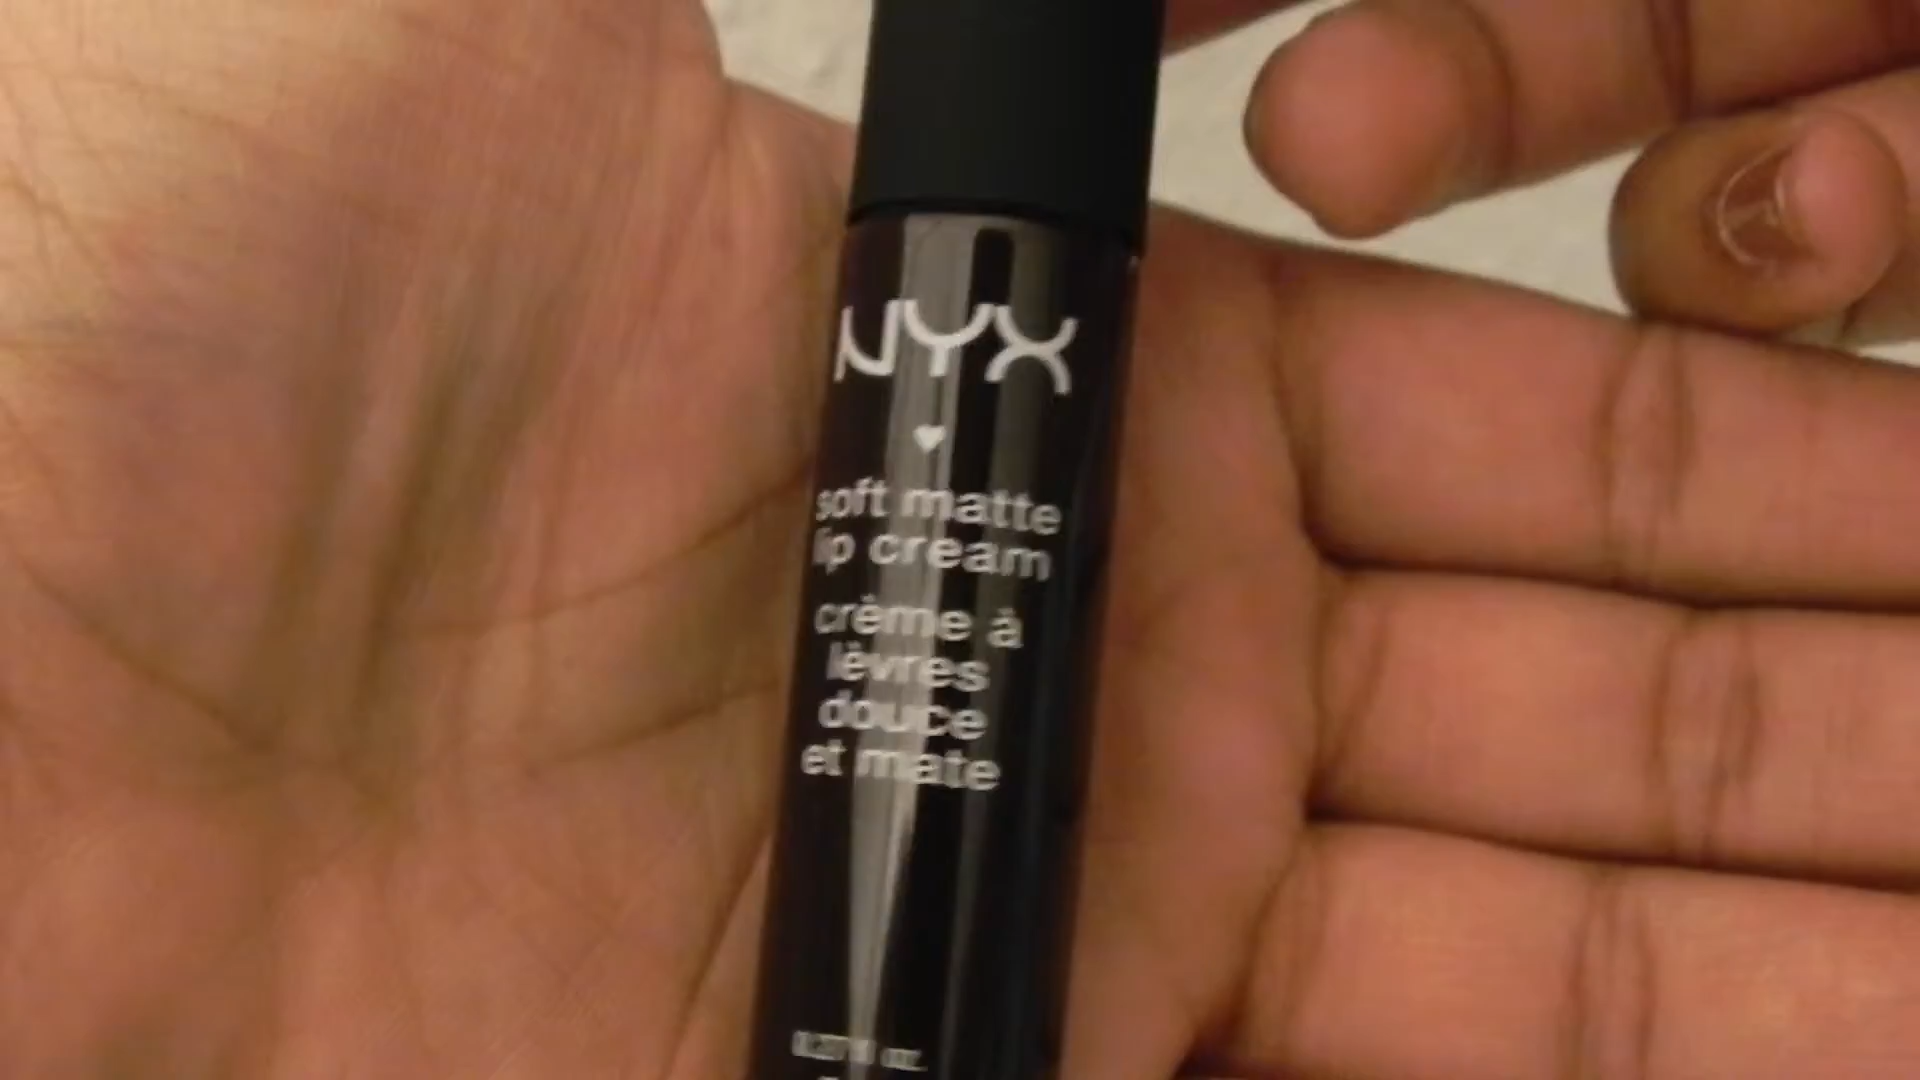 NYX
soft matte
lip cream
crème à
lèvres
douce
et mate